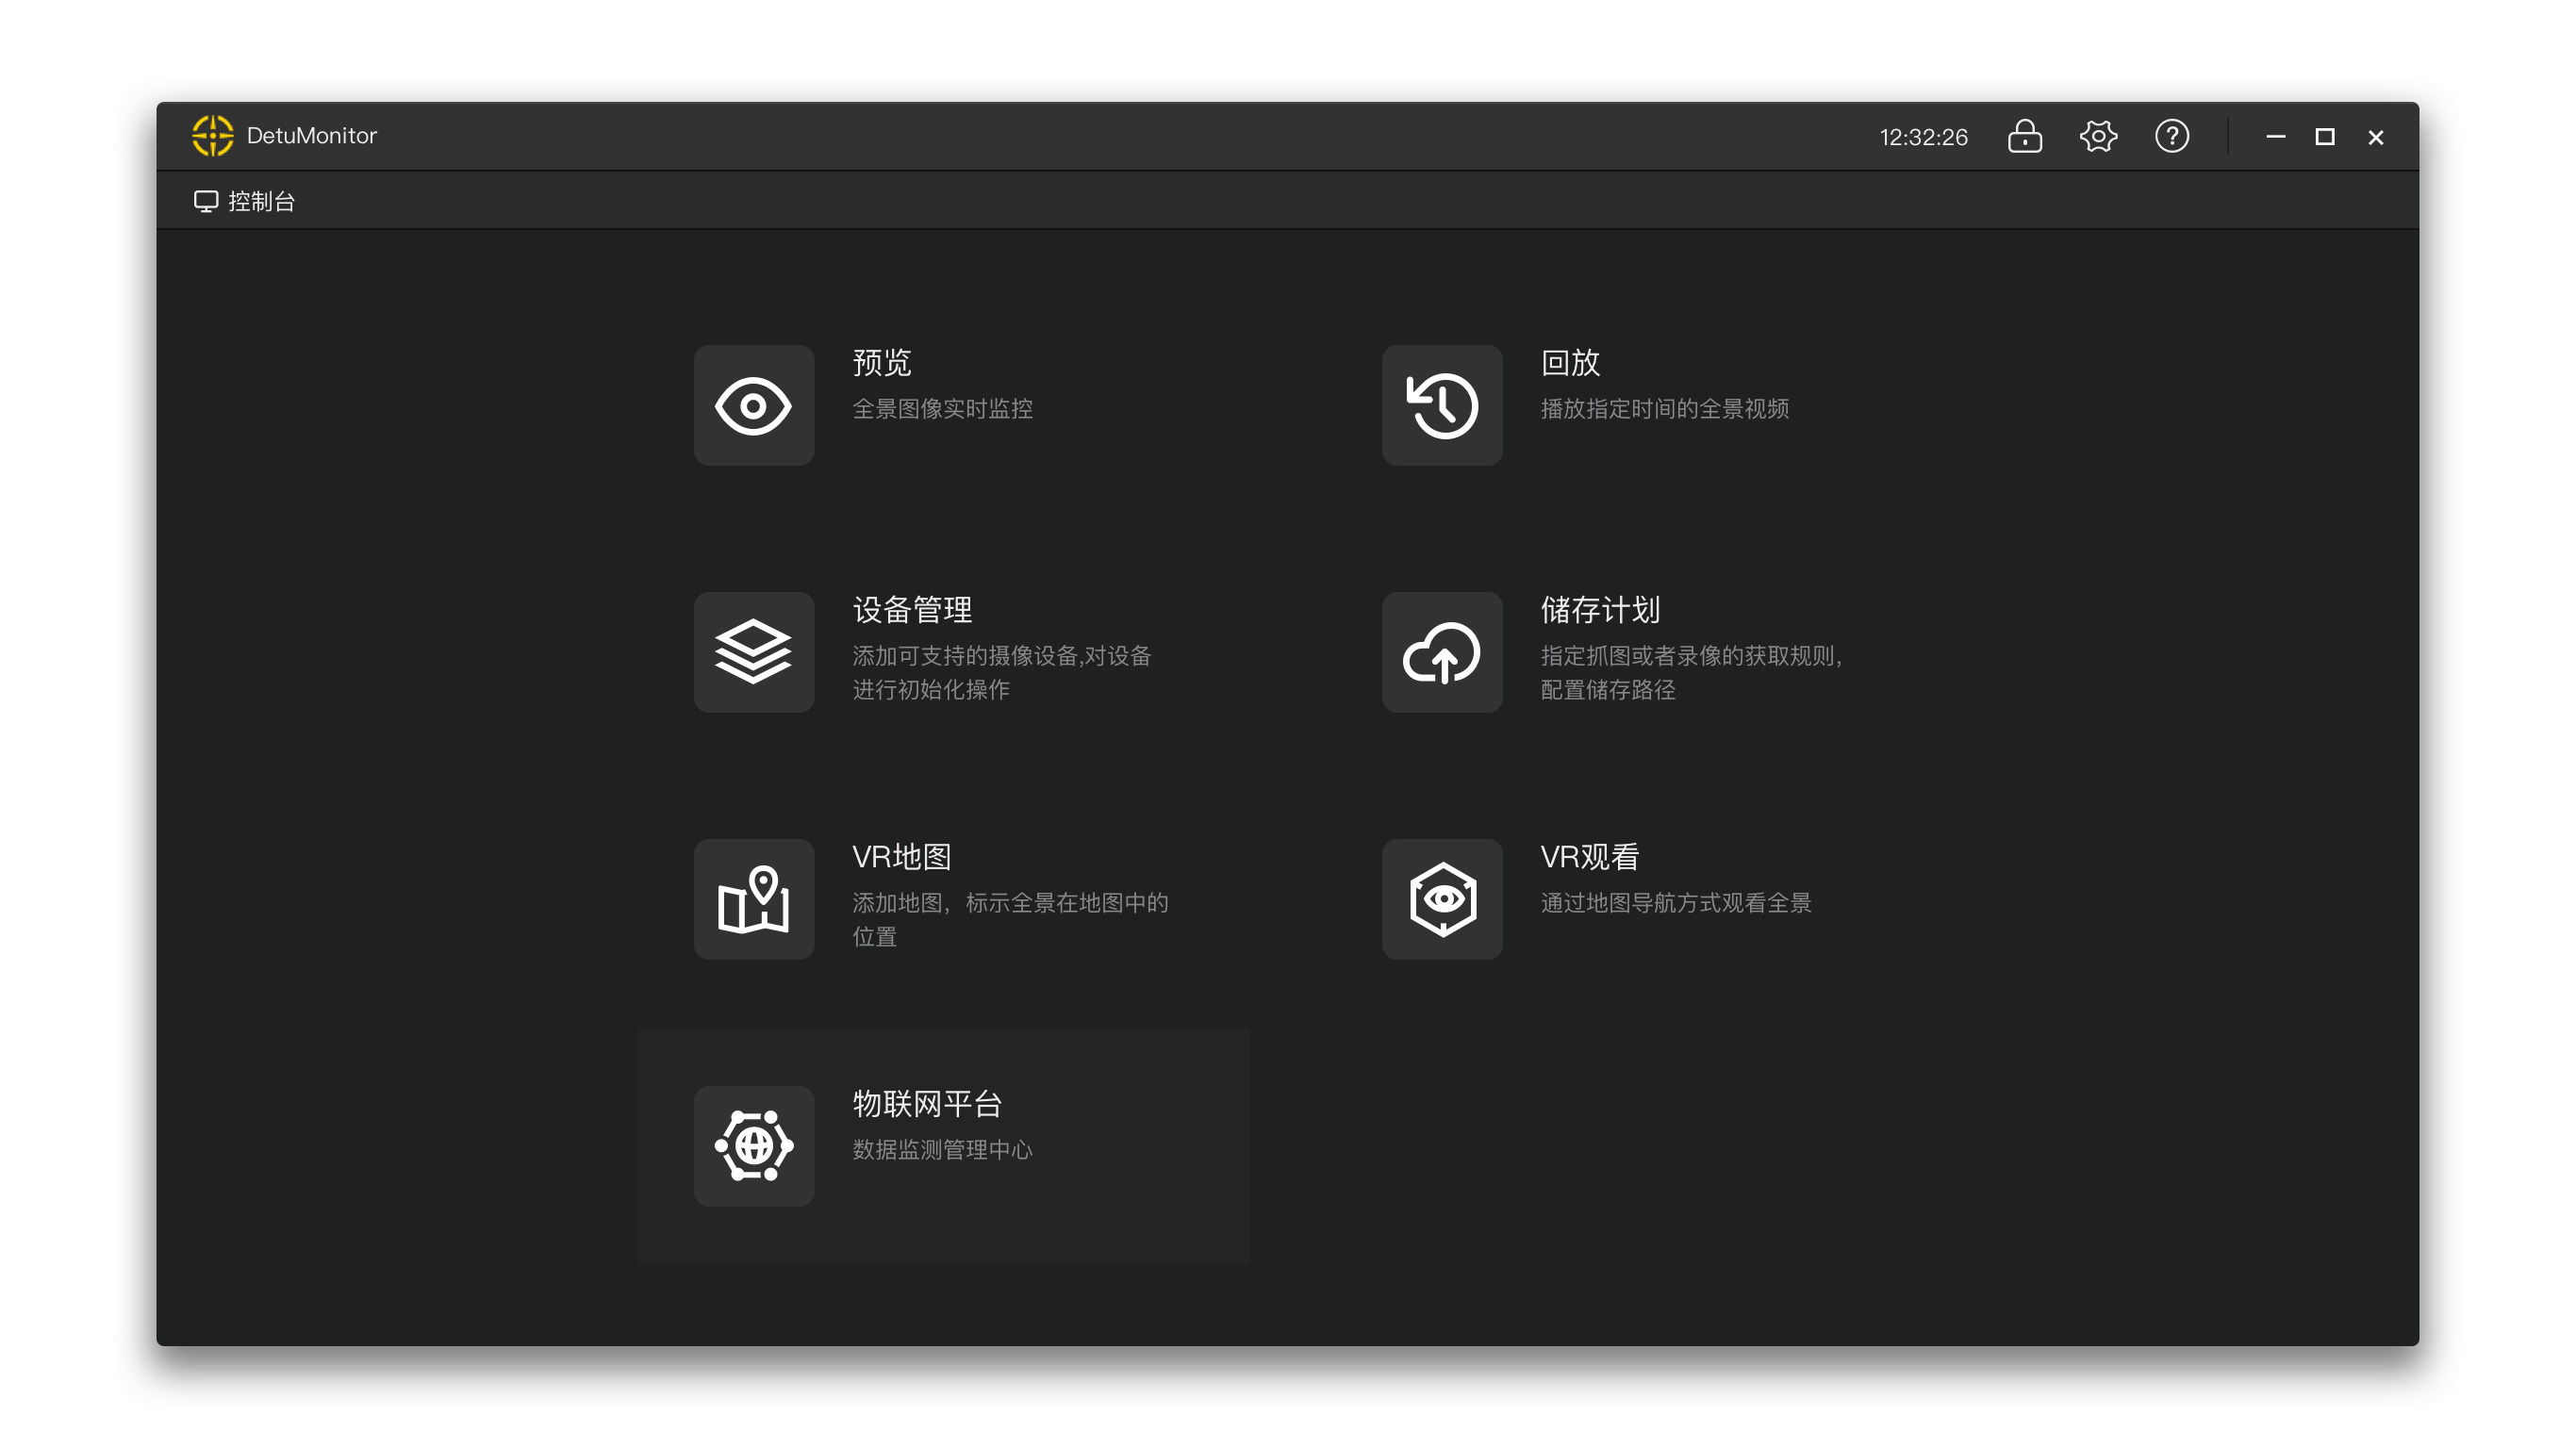 DetuMonitor
12:32:26
控制台
预览
全景图像实时监控
回放
播放指定时间的全景视频
设备管理
添加可支持的摄像设备,对设备
进行初始化操作
储存计划
指定抓图或者录像的获取规则,
配置储存路径
VR地图
添加地图，标示全景在地图中的
位置
VR观看
通过地图导航方式观看全景
物联网平台
数据监测管理中心